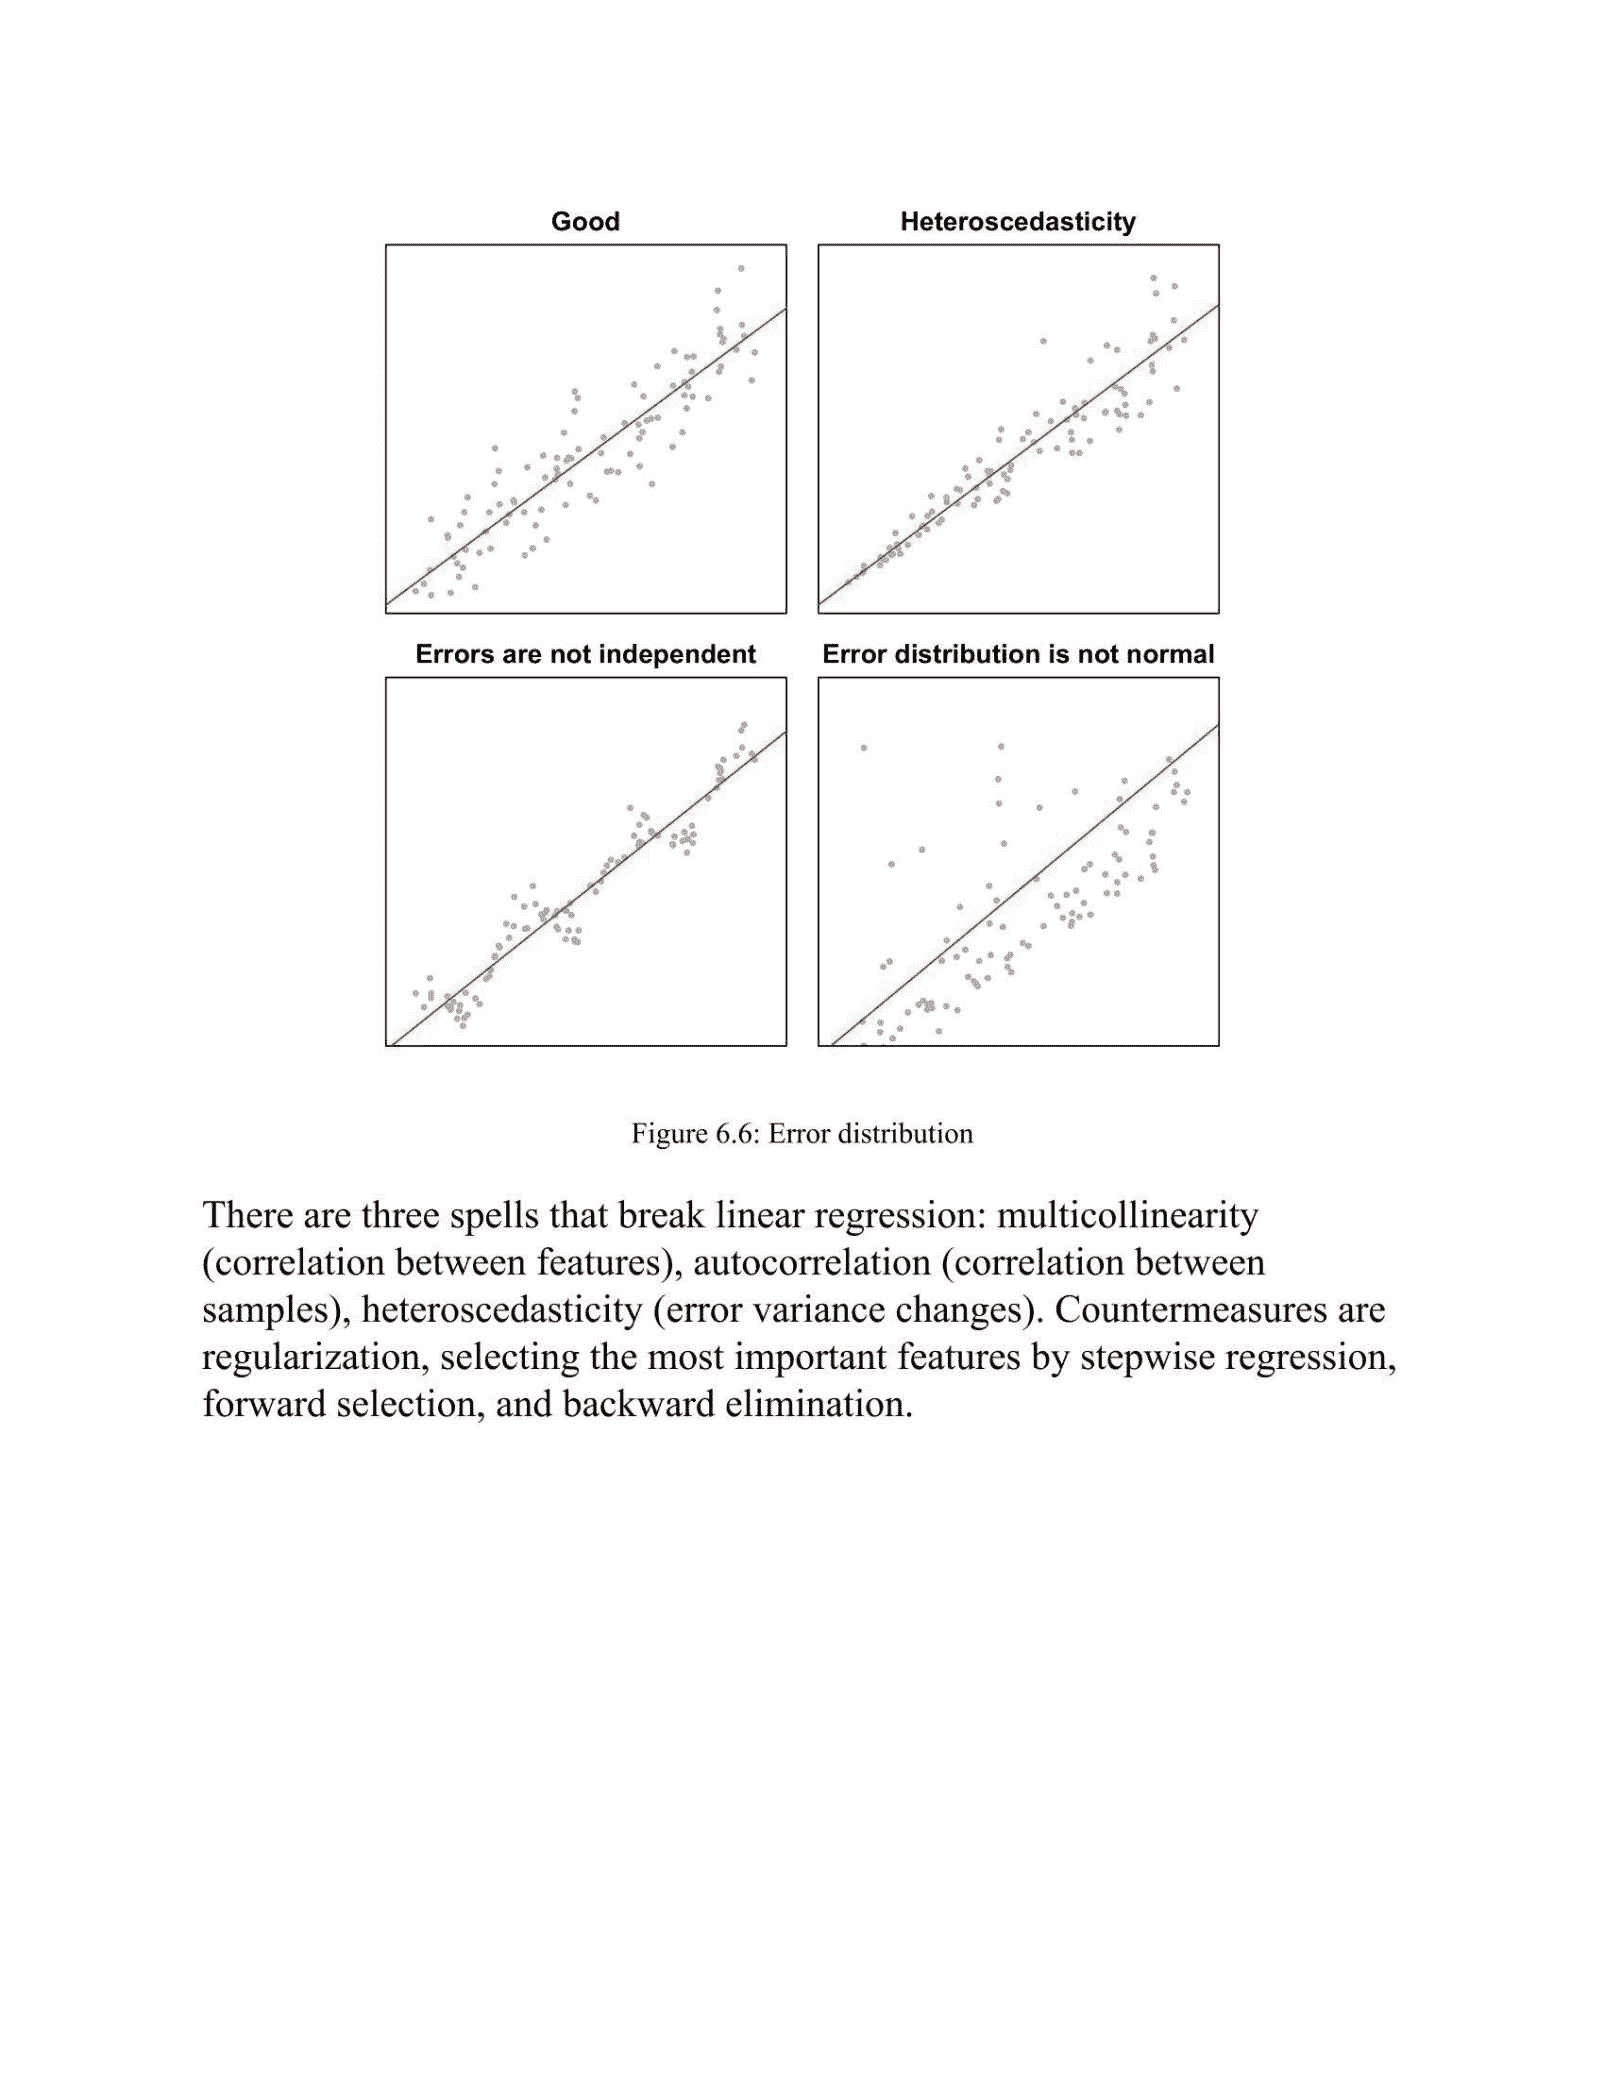 Good
Heteroscedasticity
Errors are not independent
Error distribution is not normal
Figure 6.6: Error distribution
There are three spells that break linear regression: multicollinearity
(correlation between features), autocorrelation (correlation between
samples), heteroscedasticity (error variance changes). Countermeasures are
regularization, selecting the most important features by stepwise regression,
forward selection, and backward elimination.